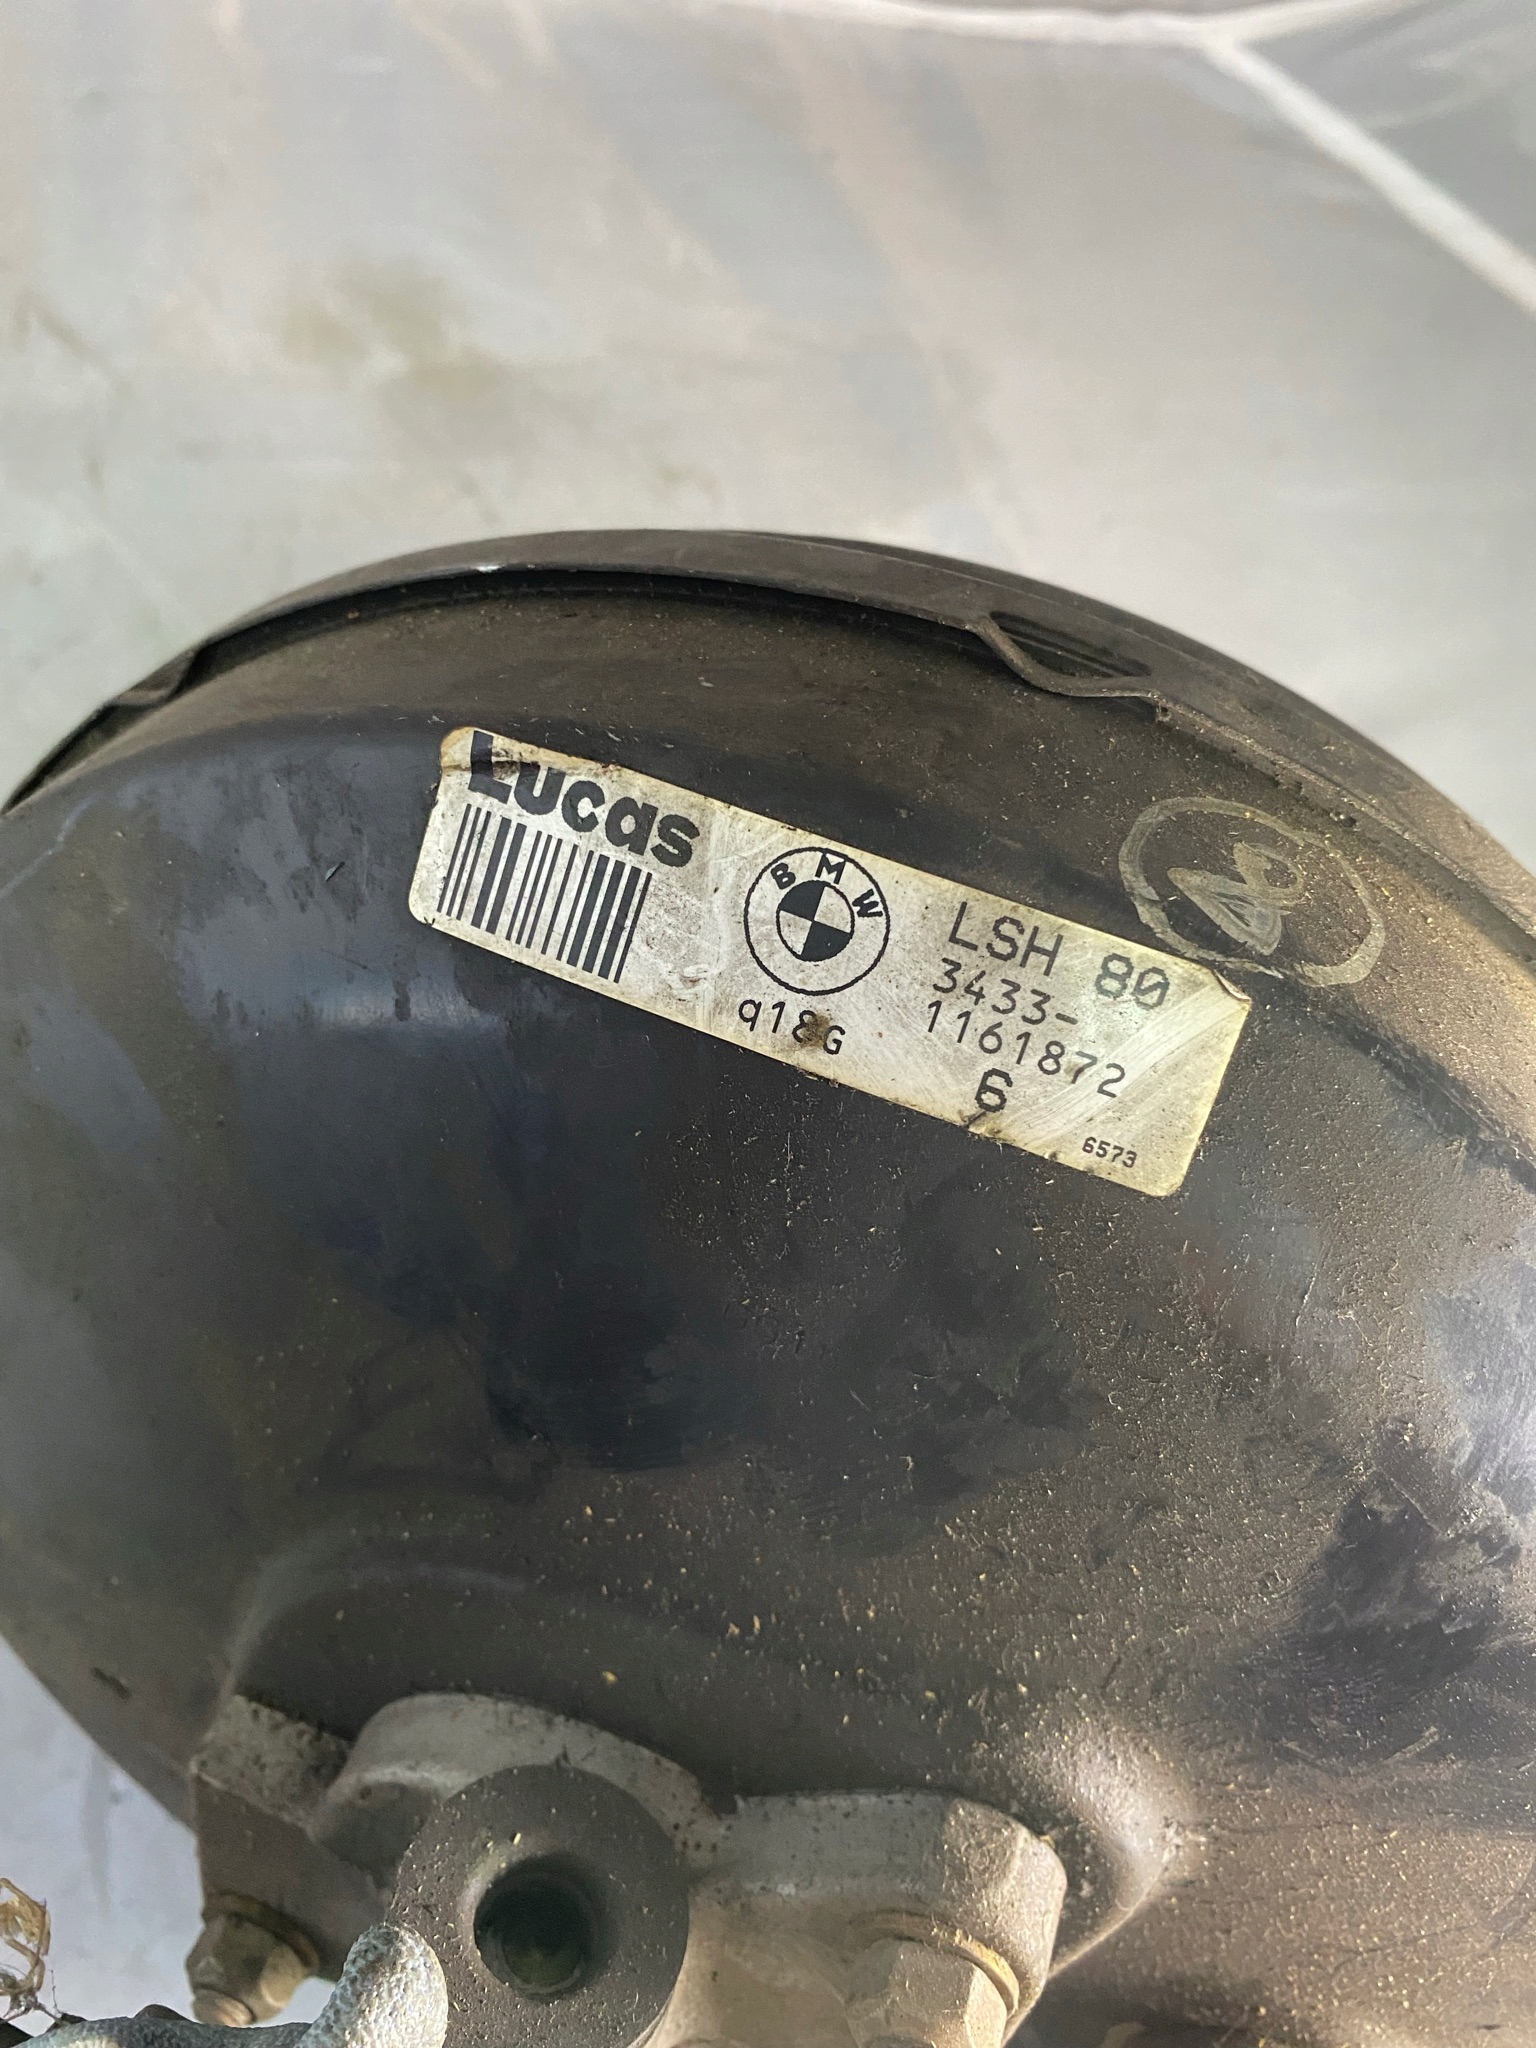 Lucas
BMW
q18G
LSH 80
3433-
1161872
6
6573